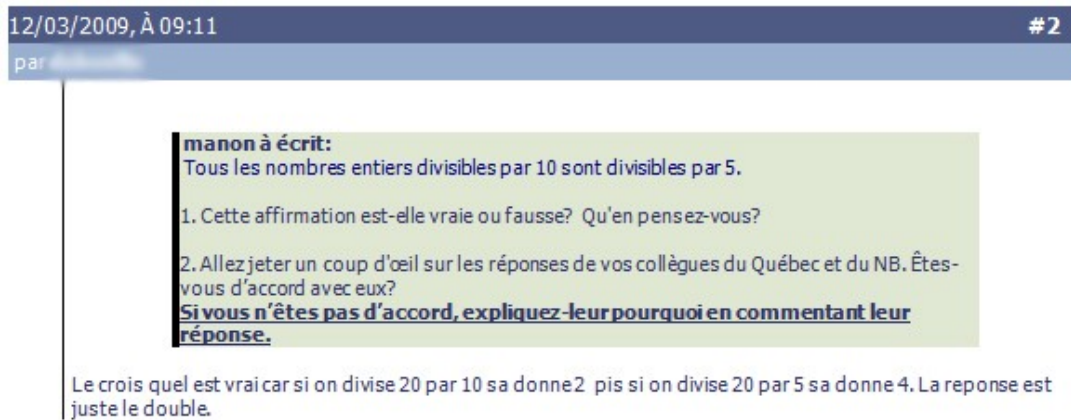 12/03/2009, À 09:11 #2
par
manon à écrit:
Tous les nombres entiers divisibles par 10 sont divisibles par 5.
1. Cette affirmation est-elle vraie ou fausse? Qu'en pensez-vous?
2. Allez jeter un coup d'œil sur les réponses de vos collègues du Québec et du NB. Êtes-
vous d'accord avec eux?
Si vous n'êtes pas d'accord, expliquez-leur pourquoi en commentant leur
réponse.
Le crois quel est vrai car si on divise 20 par 10 sa donne 2 pis si on divise 20 par 5 sa donne 4. La reponse est
juste le double.